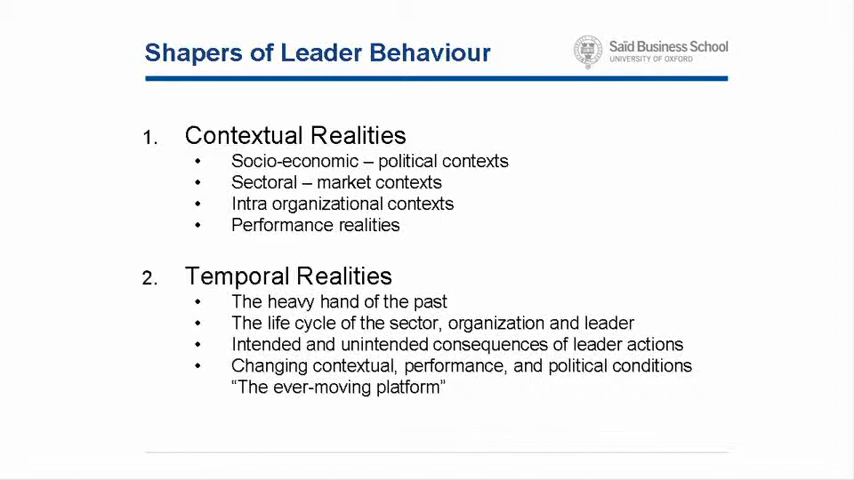 Shapers of Leader Behaviour
Saïd Business School
UNIVERSITY OF OXFORD
1. Contextual Realities
• Socio-economic – political contexts
• Sectoral – market contexts
• Intra organizational contexts
• Performance realities
2. Temporal Realities
• The heavy hand of the past
• The life cycle of the sector, organization and leader
• Intended and unintended consequences of leader actions
• Changing contextual, performance, and political conditions
“The ever-moving platform”